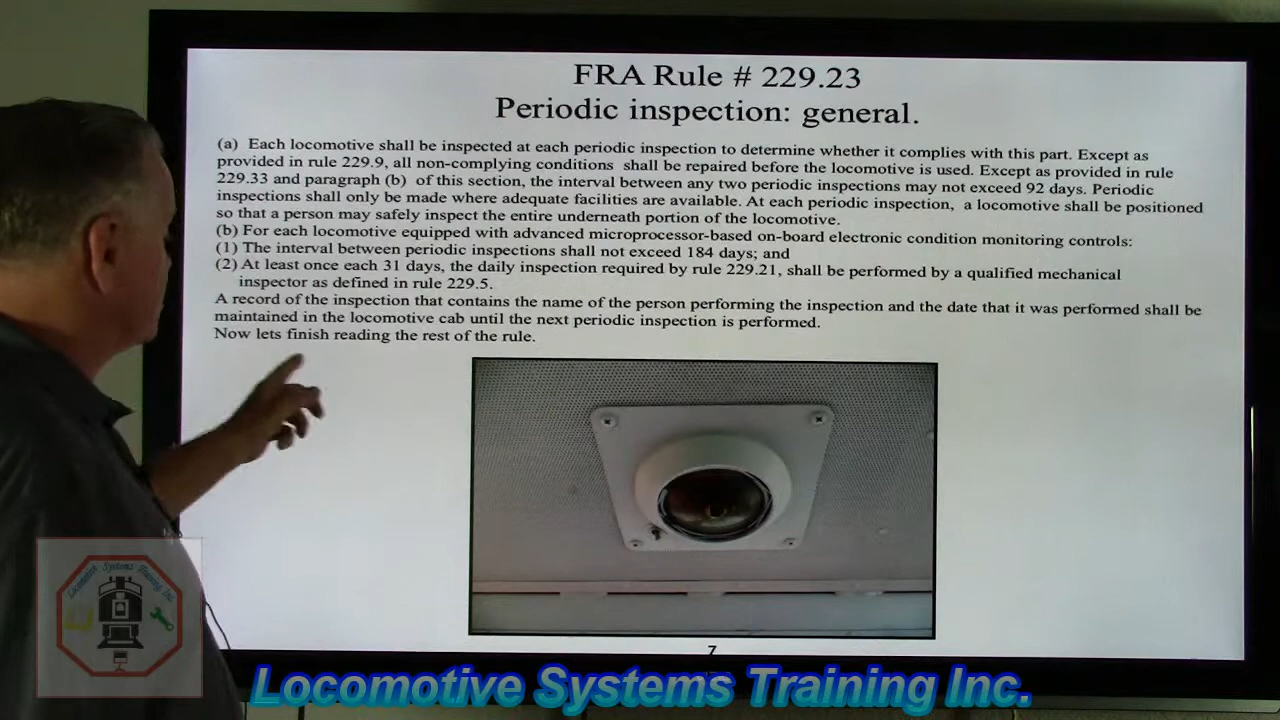 FRA Rule # 229.23
Periodic inspection: general.
(a) Each locomotive shall be inspected at each periodic inspection to determine whether it complies with this part. Except as
provided in rule 229.9, all non-complying conditions shall be repaired before the locomotive is used. Except as provided in rule
229.33 and paragraph (b) of this section, the interval between any two periodic inspections may not exceed 92 days. Periodic
inspections shall only be made where adequate facilities are available. At each periodic inspection, a locomotive shall be positioned
so that a person may safely inspect the entire underneath portion of the locomotive.
(b) For each locomotive equipped with advanced microprocessor-based on-board electronic condition monitoring controls:
(1) The interval between periodic inspections shall not exceed 184 days; and
(2) At least once each 31 days, the daily inspection required by rule 229.21, shall be performed by a qualified mechanical
inspector as defined in rule 229.5.
A record of the inspection that contains the name of the person performing the inspection and the date that it was performed shall be
maintained in the locomotive cab until the next periodic inspection is performed.
Now lets finish reading the rest of the rule.
7
Locomotive Systems Training Inc.
Locomotive Systems Training Inc.